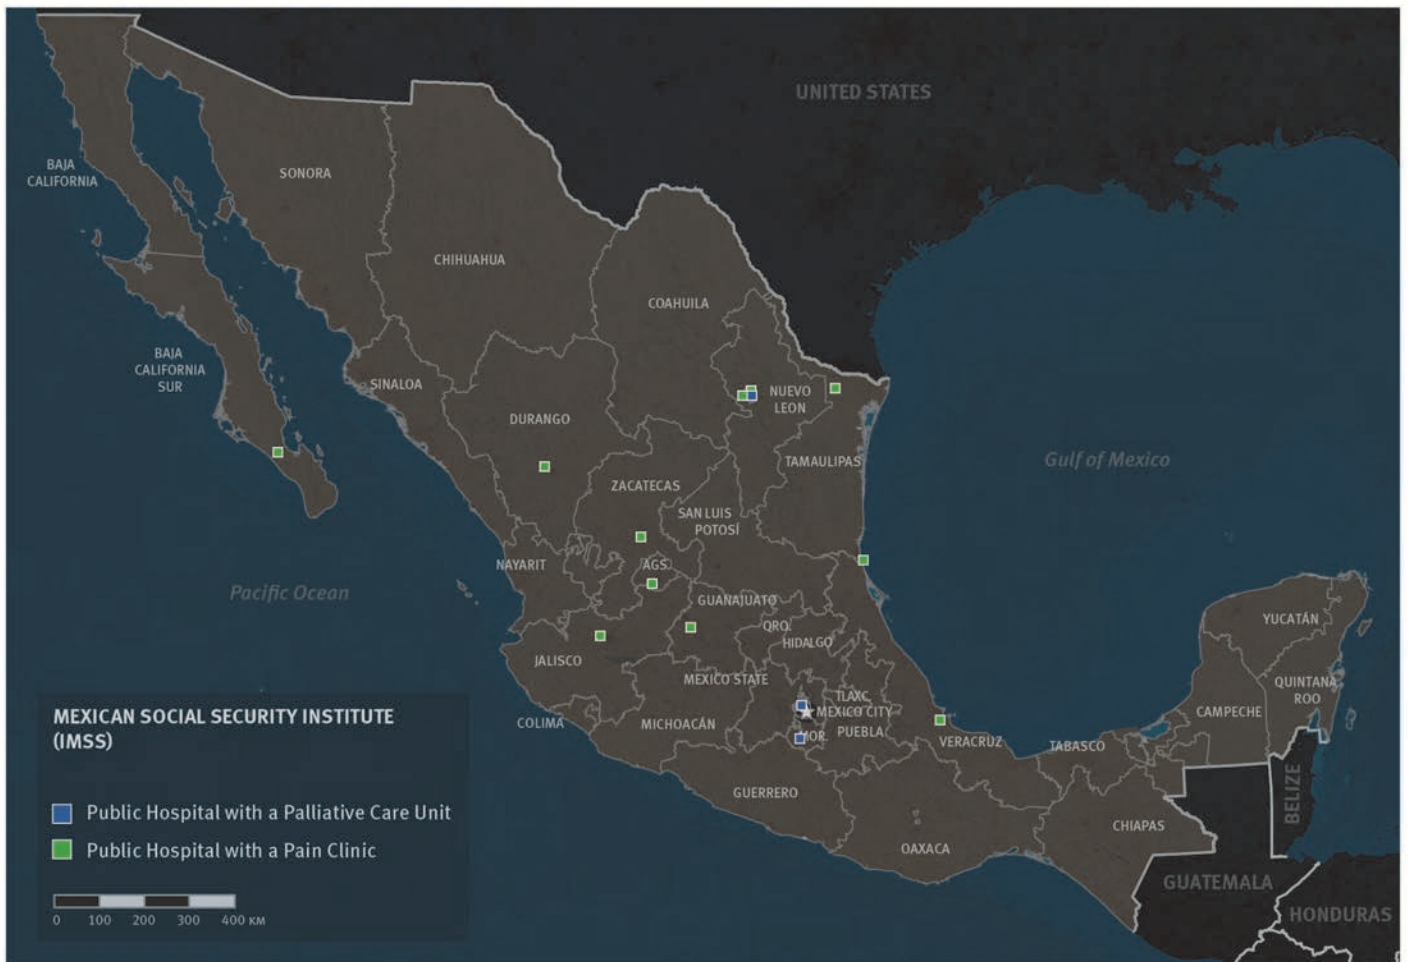 UNITED STATES
BAJA
CALIFORNIA
SONORA
CHIHUAHUA
COAHUILA
BAJA
CALIFORNIA
SUR
SINALOA
NUEVO
LEON
DURANGO
TAMAULIPAS
Gulf of Mexico
ZACATECAS
SAN LUIS
POTOSÍ
NAYARIT
AGS.
Pacific Ocean
GUANAJUATO
QRO.
HIDALGO
YUCATÁN
JALISCO
MEXICO STATE
QUINTANA
ROO
TLAXC.
MEXICO CITY
CAMPECHE
COLIMA
MICHOACÁN
MOR.
PUEBLA
VERACRUZ
TABASCO
GUERRERO
BELIZE
CHIAPAS
OAXACA
GUATEMALA
HONDURAS
MEXICAN SOCIAL SECURITY INSTITUTE
(IMSS)
Public Hospital with a Palliative Care Unit
Public Hospital with a Pain Clinic
0 100 200 300 400 KM